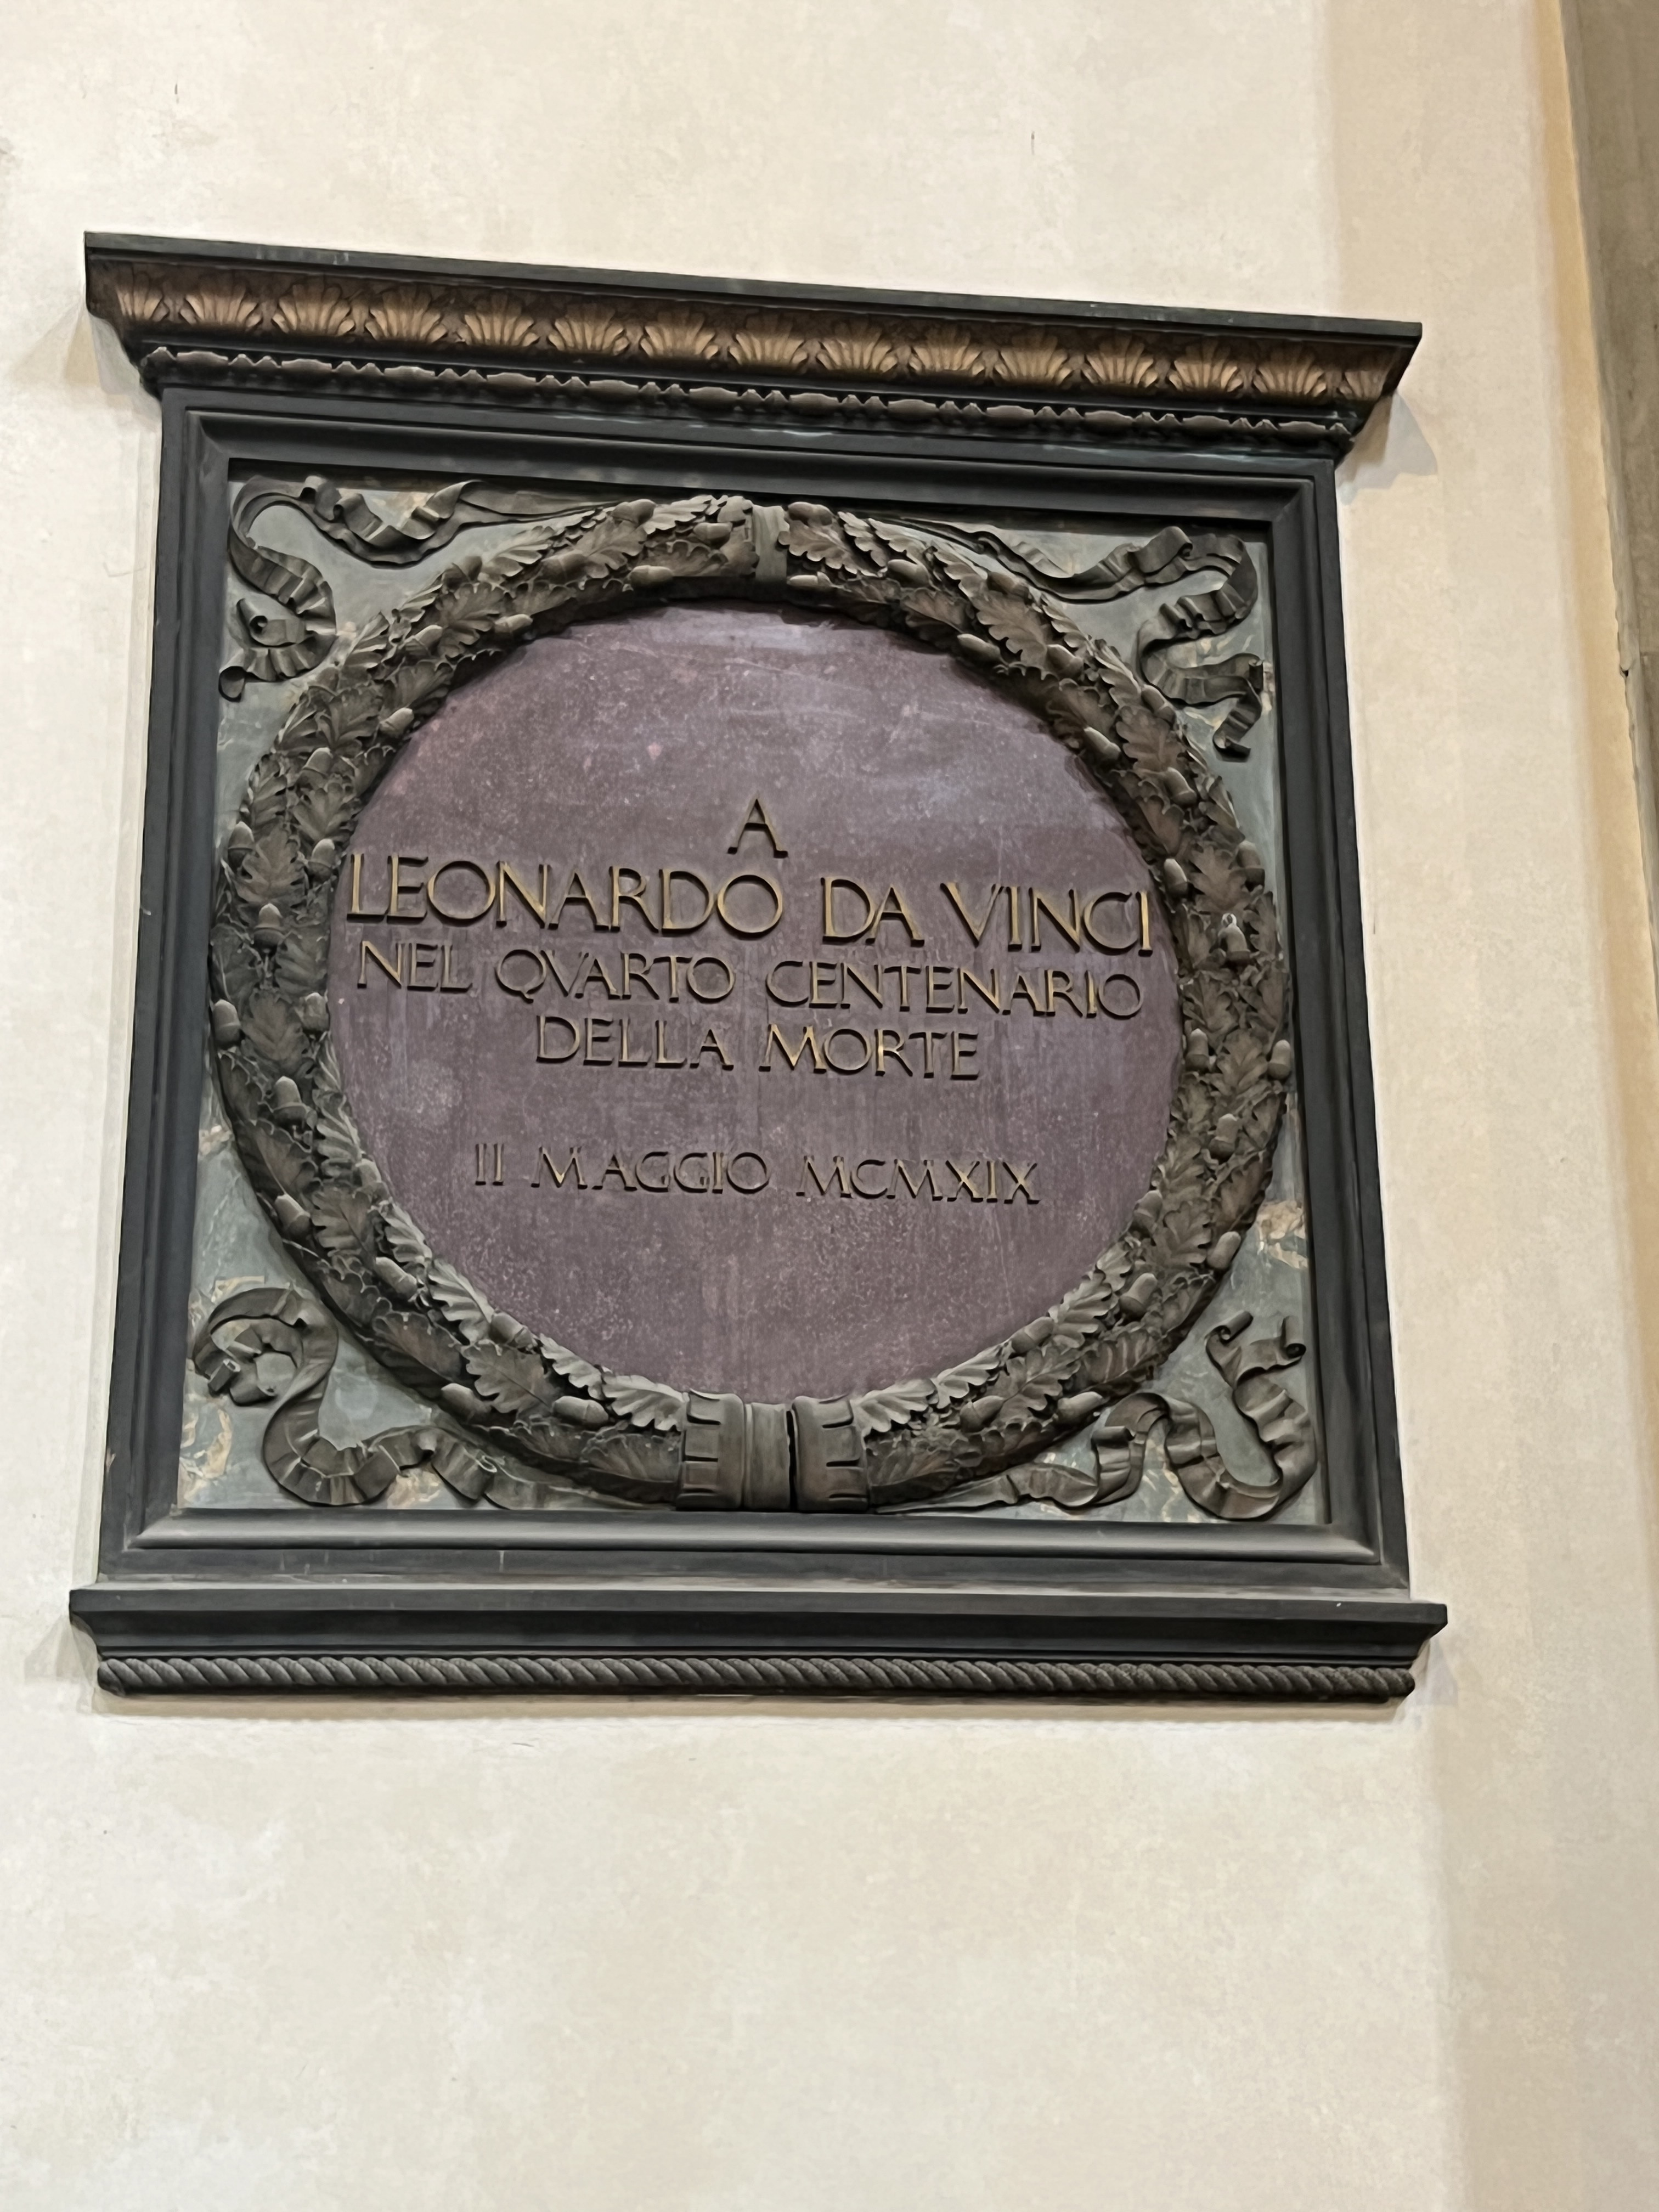 A
LEONARDO DA VINCI
NEL QVARTO CENTENARIO
DELLA MORTE
II MAGGIO MCMXIX